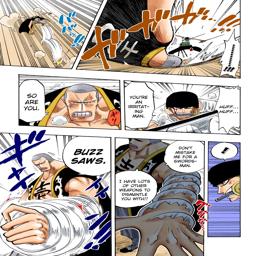 YOU'RE
AN
IRRITAT-
ING
MAN.
HUFF...
HUFF...
SO
ARE
YOU.
!
DON'T
MISTAKE
ME FOR A
SWORDS-
MAN.
I HAVE LOTS
OF OTHER
WEAPONS TO
DISMANTLE
YOU WITH!!
BUZZ
SAWS.